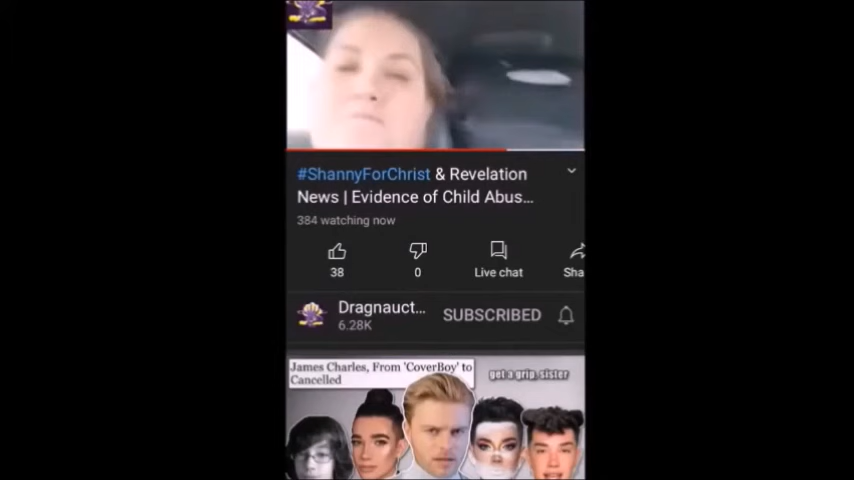 #ShannyForChrist & Revelation
News | Evidence of Child Abus...
384 watching now
38
0
Live chat
Sha
Dragnauct...
6.28K
SUBSCRIBED
James Charles, From 'CoverBoy' to
Cancelled
get a grip, sister